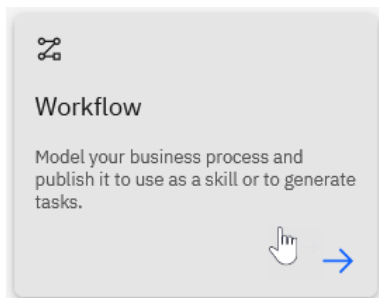 Workflow
Model your business process and
publish it to use as a skill or to generate
tasks.